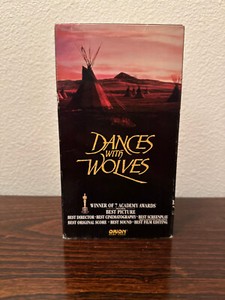 DANCES
WITH
WOLVES
WINNER OF 7 ACADEMY AWARDS
BEST PICTURE
BEST DIRECTOR • BEST CINEMATOGRAPHY • BEST SCREENPLAY
BEST ORIGINAL SCORE • BEST SOUND • BEST FILM EDITING
ORION